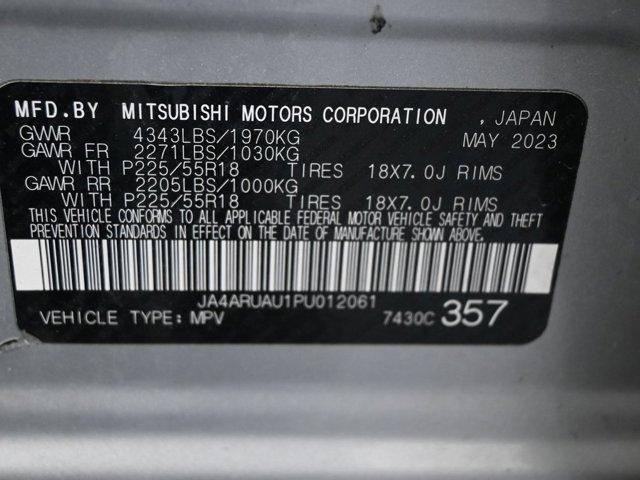 MFD.BY MITSUBISHI MOTORS CORPORATION , JAPAN
GVWR 4343LBS/1970KG MAY 2023
GAWR FR 2271LBS/1030KG
WITH P225/55R18 TIRES 18X7.0J RIMS
GAWR RR 2205LBS/1000KG
WITH P225/55R18 TIRES 18X7.0J RIMS
THIS VEHICLE CONFORMS TO ALL APPLICABLE FEDERAL MOTOR VEHICLE SAFETY AND THEFT
PREVENTION STANDARDS IN EFFECT ON THE DATE OF MANUFACTURE SHOWN ABOVE.
JA4ARUAU1PU012061
VEHICLE TYPE: MPV 7430C 357